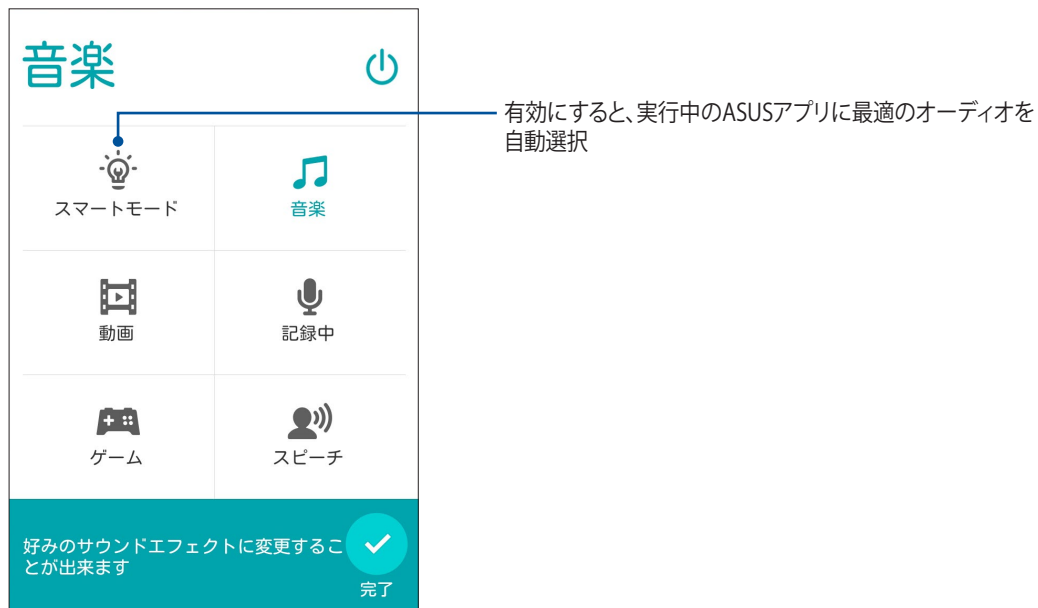 音楽
有効にすると、実行中のASUSアプリに最適のオーディオを
自動選択
スマートモード
音楽
動画
記録中
ゲーム
スピーチ
好みのサウンドエフェクトに変更するこ
とが出来ます
完了